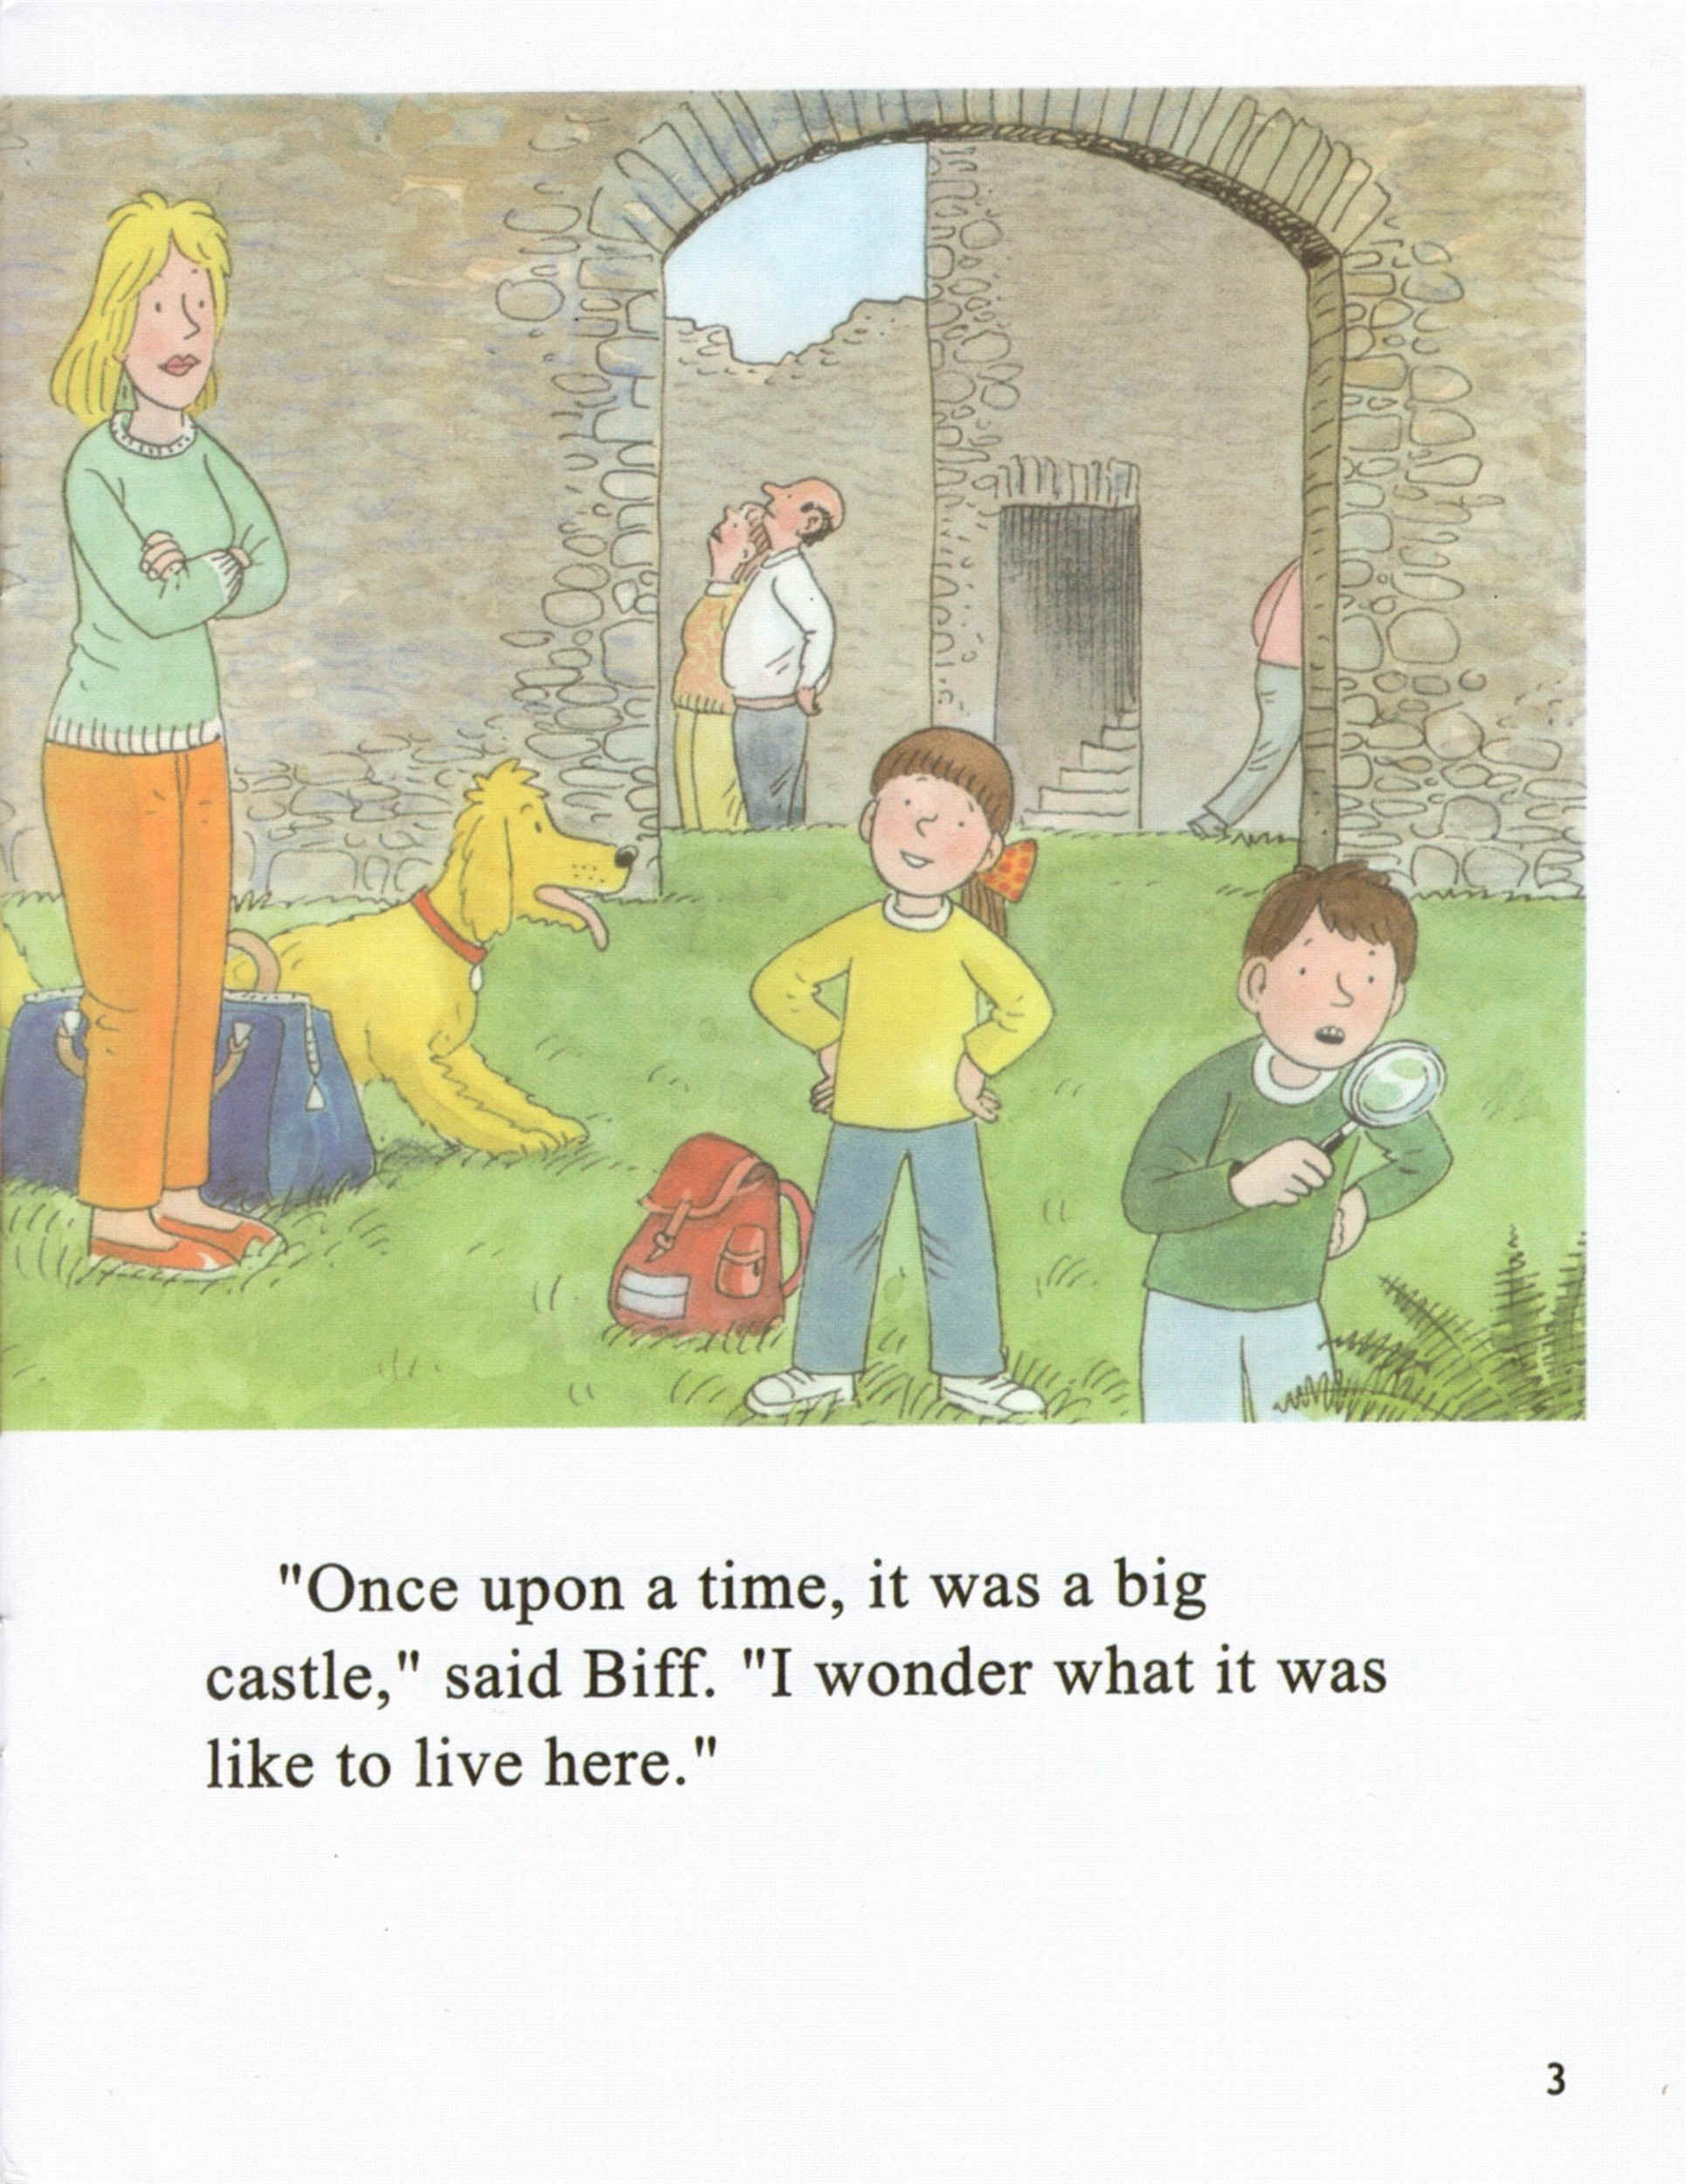 "Once upon a time, it was a big
castle," said Biff. "I wonder what it was
like to live here."
3